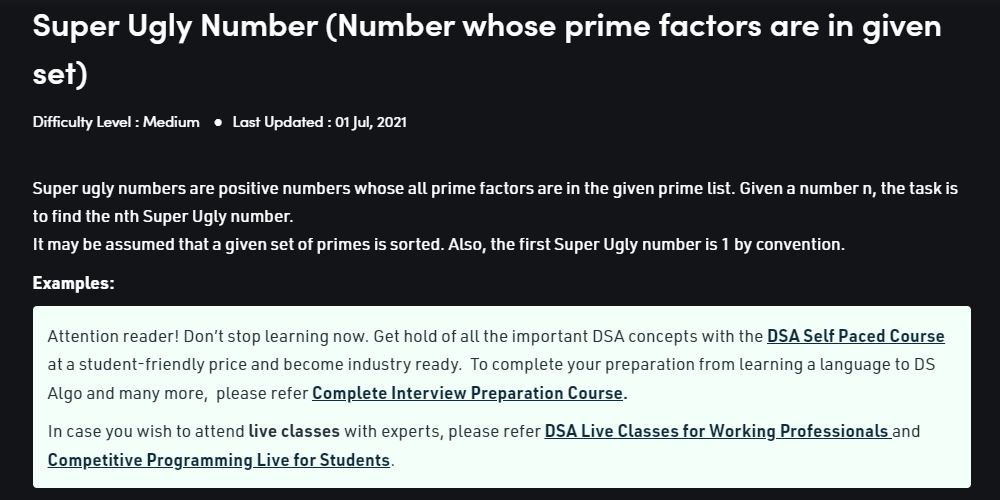 Super Ugly Number (Number whose prime factors are in given
set)
Difficulty Level : Medium ● Last Updated : 01 Jul, 2021
Super ugly numbers are positive numbers whose all prime factors are in the given prime list. Given a number n, the task is
to find the nth Super Ugly number.
It may be assumed that a given set of primes is sorted. Also, the first Super Ugly number is 1 by convention.
Examples:
Attention reader! Don’t stop learning now. Get hold of all the important DSA concepts with the DSA Self Paced Course
at a student-friendly price and become industry ready. To complete your preparation from learning a language to DS
Algo and many more, please refer Complete Interview Preparation Course.
In case you wish to attend live classes with experts, please refer DSA Live Classes for Working Professionals and
Competitive Programming Live for Students.